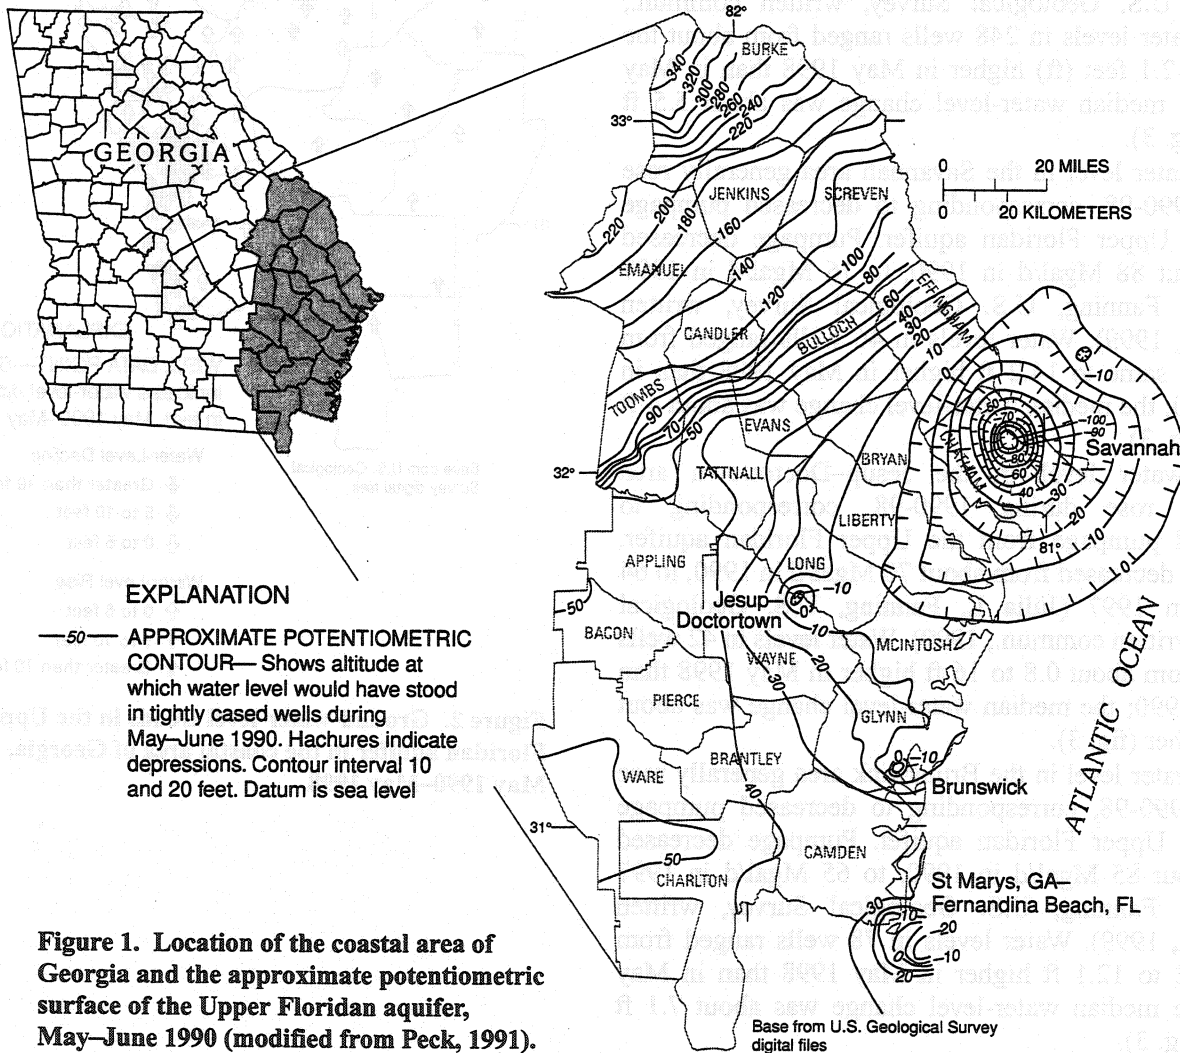 82°
BURKE
340
320
300
280
260
240
220
33°
GEORGIA
0 20 MILES
0 20 KILOMETERS
JENKINS
SCREVEN
220
200
180
160
EMANUEL
140
120
100
80
60
40
30
20
10
0
EFFINGHAM
CANDLER
BULLOCH
TOOMBS
90
70
50
EVANS
32°
TATTNALL
BRYAN
CHATHAM
–10
–100
–90
Savannah
–80
–70
–60
–40
–30
–20
–10
0
LIBERTY
81°
APPLING
LONG
–10
0
Jesup–
Doctortown
10
50
BACON
MCINTOSH
WAYNE
20
30
PIERCE
GLYNN
WARE
BRANTLEY
0
–10
Brunswick
40
31°
50
CAMDEN
CHARLTON
ATLANTIC OCEAN
St Marys, GA–
Fernandina Beach, FL
30
10
–20
0
–10
20
EXPLANATION
—50— APPROXIMATE POTENTIOMETRIC
CONTOUR— Shows altitude at
which water level would have stood
in tightly cased wells during
May–June 1990. Hachures indicate
depressions. Contour interval 10
and 20 feet. Datum is sea level
Figure 1. Location of the coastal area of
Georgia and the approximate potentiometric
surface of the Upper Floridan aquifer,
May–June 1990 (modified from Peck, 1991).
Base from U.S. Geological Survey
digital files